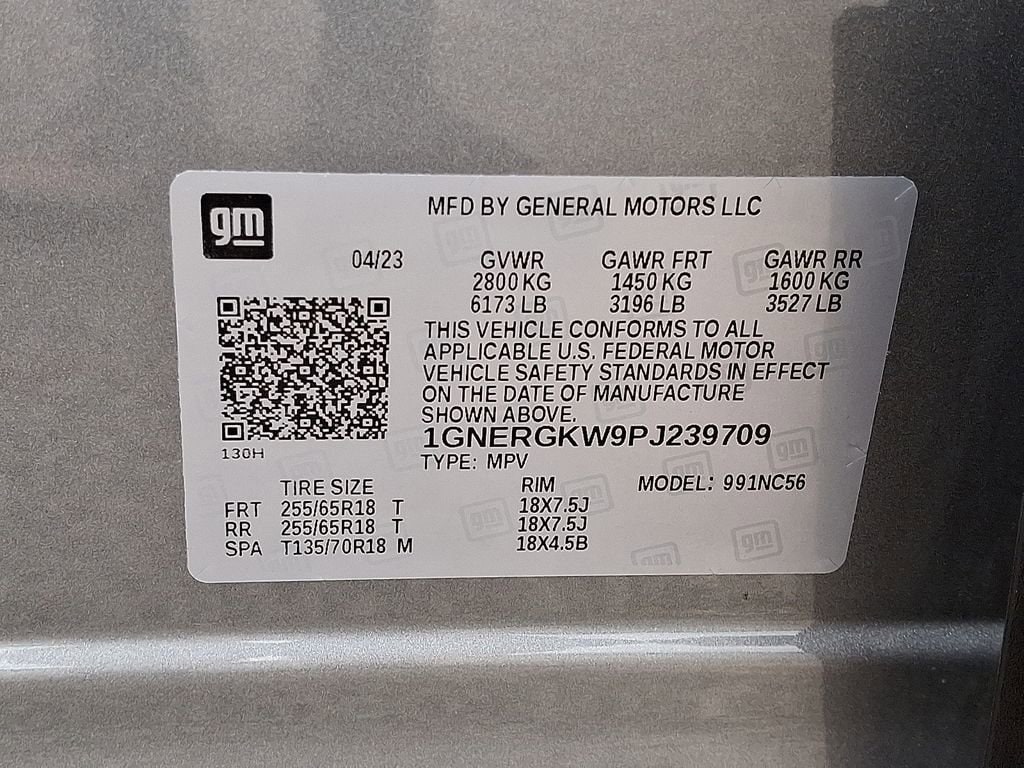 gm
MFD BY GENERAL MOTORS LLC
04/23 GVWR GAWR FRT GAWR RR
2800 KG 1450 KG 1600 KG
6173 LB 3196 LB 3527 LB
THIS VEHICLE CONFORMS TO ALL
APPLICABLE U.S. FEDERAL MOTOR
VEHICLE SAFETY STANDARDS IN EFFECT
ON THE DATE OF MANUFACTURE
SHOWN ABOVE.
1GNERGKW9PJ239709
130H
TYPE: MPV
TIRE SIZE RIM MODEL: 991NC56
FRT 255/65R18 T 18X7.5J
RR 255/65R18 T 18X7.5J
SPA T135/70R18 M 18X4.5B